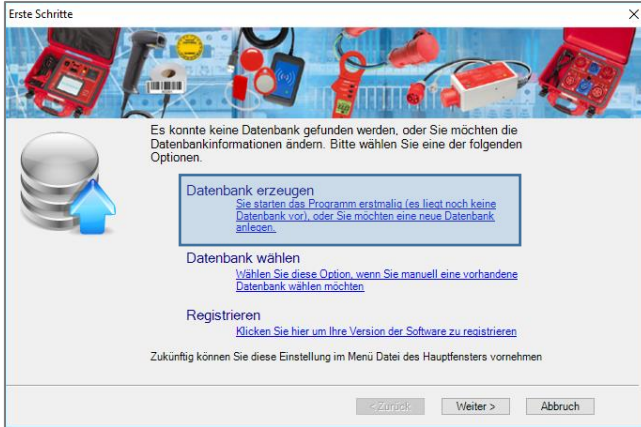 Erste Schritte
Es konnte keine Datenbank gefunden werden, oder Sie möchten die
Datenbankinformationen ändern. Bitte wählen Sie eine der folgenden
Optionen.
Datenbank erzeugen
Sie starten das Programm erstmalig (es liegt noch keine
Datenbank vor), oder Sie möchten eine neue Datenbank
anlegen.
Datenbank wählen
Wählen Sie diese Option, wenn Sie manuell eine vorhandene
Datenbank wählen möchten
Registrieren
Klicken Sie hier um Ihre Version der Software zu registrieren
Zukünftig können Sie diese Einstellung im Menü Datei des Hauptfensters vornehmen
< Zurück
Weiter >
Abbruch